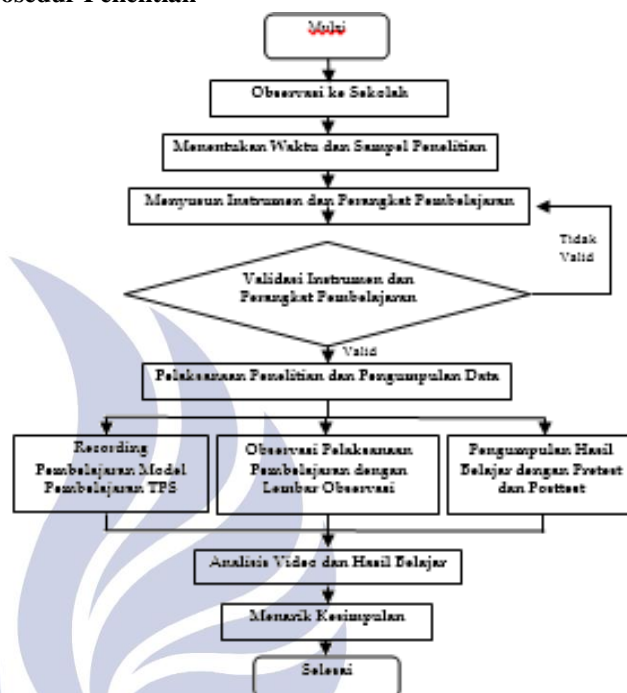 osedur Penelitian
Mulai
Observasi ke Sekolah
Menentukan Waktu dan Sampel Penelitian
Menyusun Instrumen dan Perangkat Pembelajaran
Tidak
Valid
Validasi Instrumen dan
Perangkat Pembelajaran
Valid
Pelaksanaan Penelitian dan Pengumpulan Data
Recording
Pembelajaran Model
Pembelajaran TPS
Observasi Pelaksanaan
Pembelajaran dengan
Lembar Observasi
Pengumpulan Hasil
Belajar dengan Pretest
dan Posttest
Analisis Video dan Hasil Belajar
Menarik Kesimpulan
Selesai